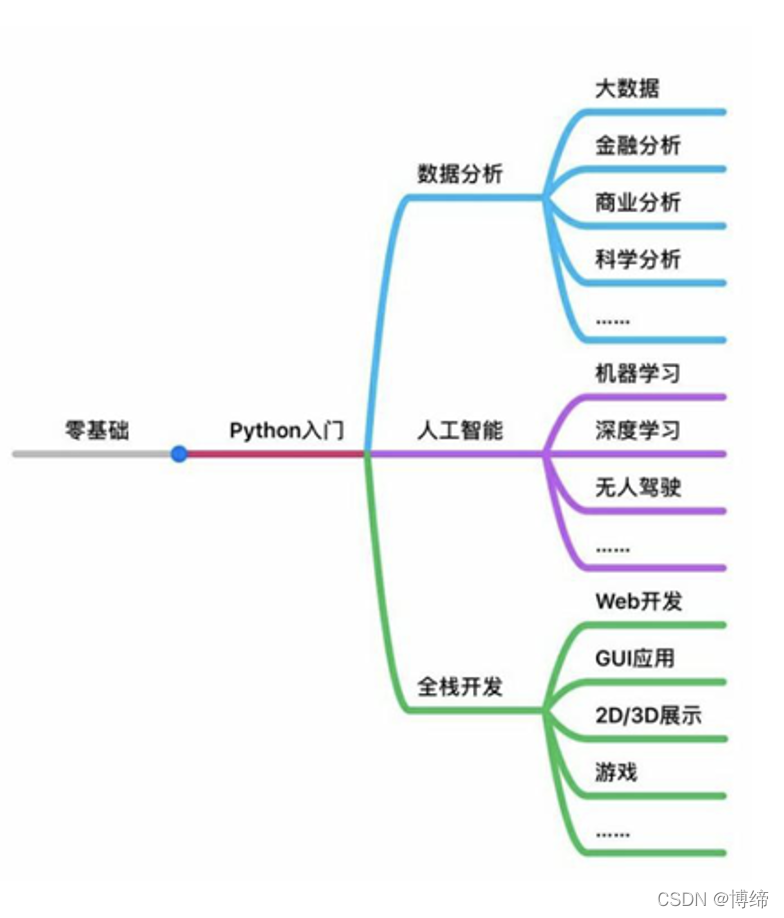 零基础
Python入门
数据分析
大数据
金融分析
商业分析
科学分析
......
人工智能
机器学习
深度学习
无人驾驶
......
全栈开发
Web开发
GUI应用
2D/3D展示
游戏
......
CSDN @博缔